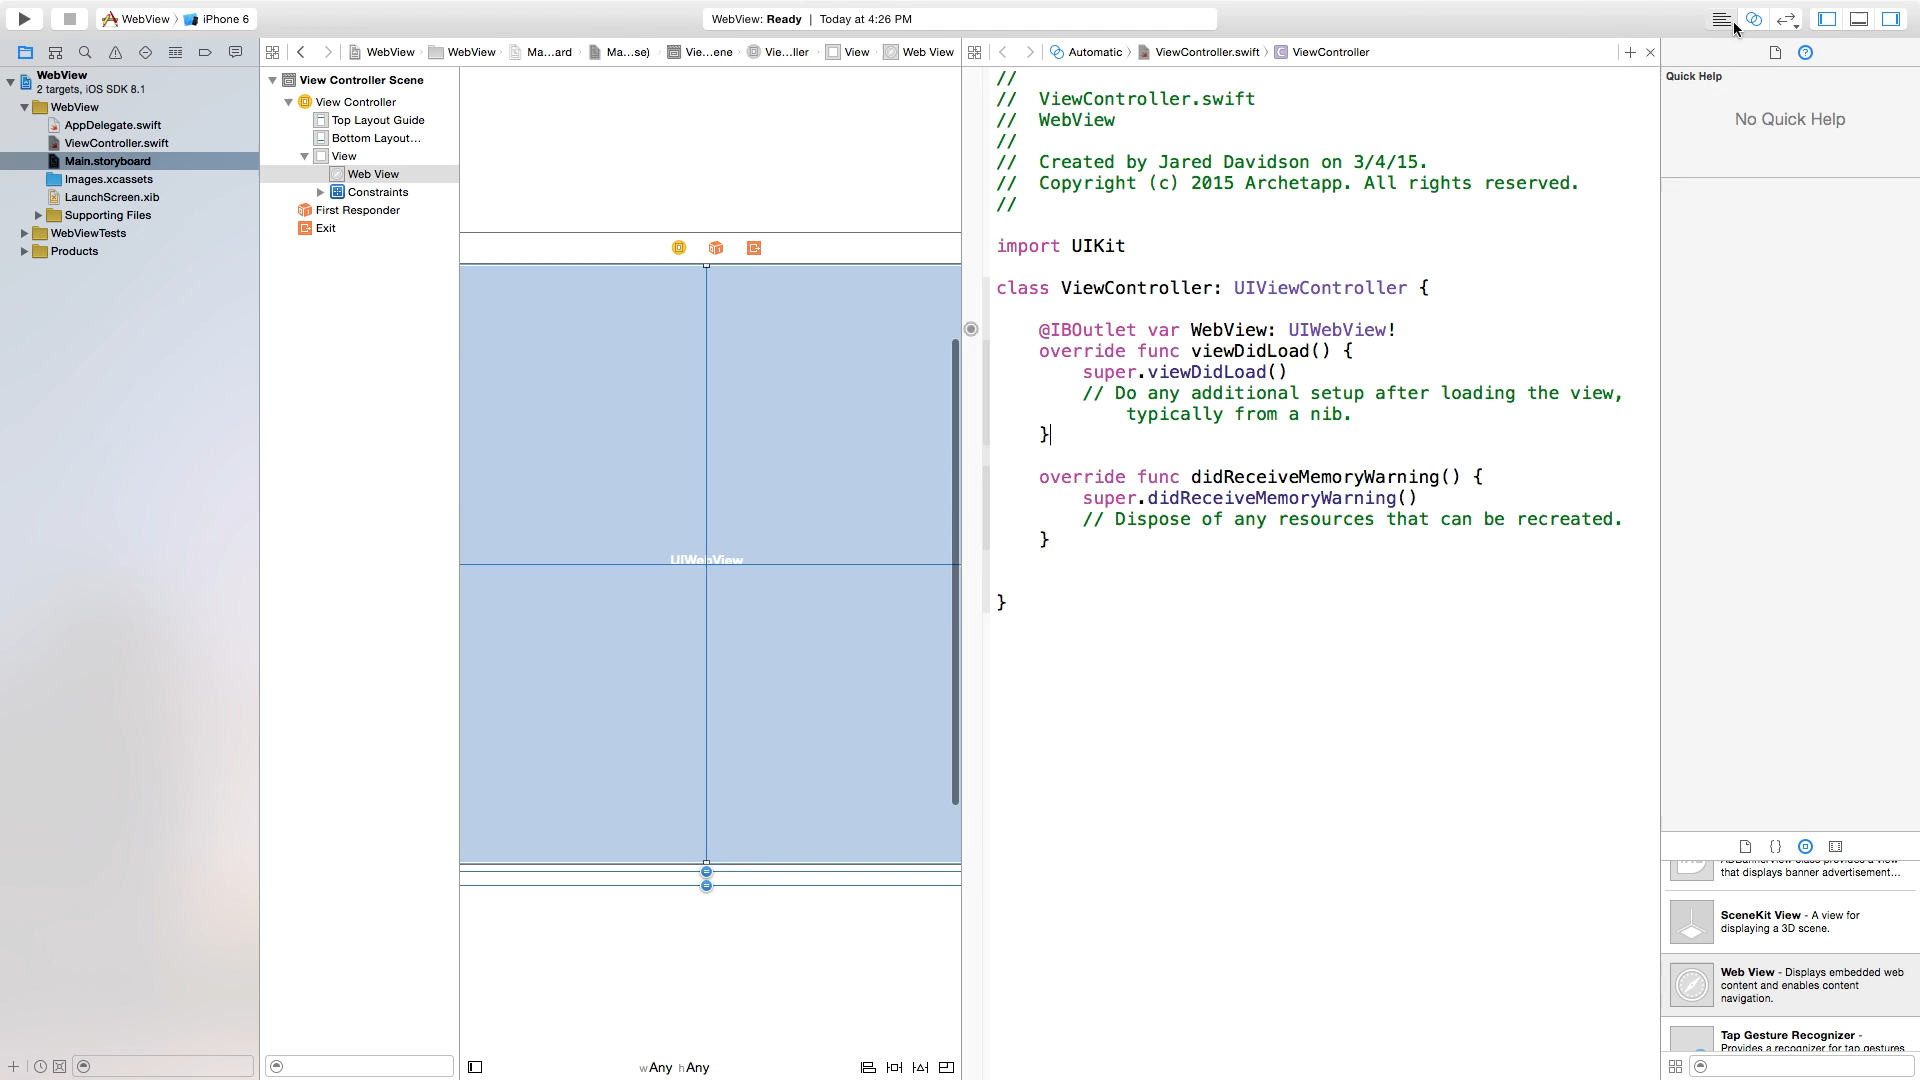 WebView
iPhone 6
WebView: Ready | Today at 4:26 PM
WebView
WebView
Ma...ard
Ma...se)
Vie...ene
Vie...ller
View
Web View
Automatic
ViewController.swift
ViewController
WebView
2 targets, iOS SDK 8.1
WebView
AppDelegate.swift
ViewController.swift
Main.storyboard
Images.xcassets
LaunchScreen.xib
Supporting Files
WebViewTests
Products
View Controller Scene
View Controller
Top Layout Guide
Bottom Layout...
View
Web View
Constraints
First Responder
Exit
UIWebView
wAny hAny
//
// ViewController.swift
// WebView
//
// Created by Jared Davidson on 3/4/15.
// Copyright (c) 2015 Archetapp. All rights reserved.
//
import UIKit
class ViewController: UIViewController {
@IBOutlet var WebView: UIWebView!
override func viewDidLoad() {
super.viewDidLoad()
// Do any additional setup after loading the view,
typically from a nib.
}
override func didReceiveMemoryWarning() {
super.didReceiveMemoryWarning()
// Dispose of any resources that can be recreated.
}
}
Quick Help
No Quick Help
{}
that displays banner advertisement...
SceneKit View - A view for
displaying a 3D scene.
Web View - Displays embedded web
content and enables content
navigation.
Tap Gesture Recognizer -
Provides a recognizer for tap gestures